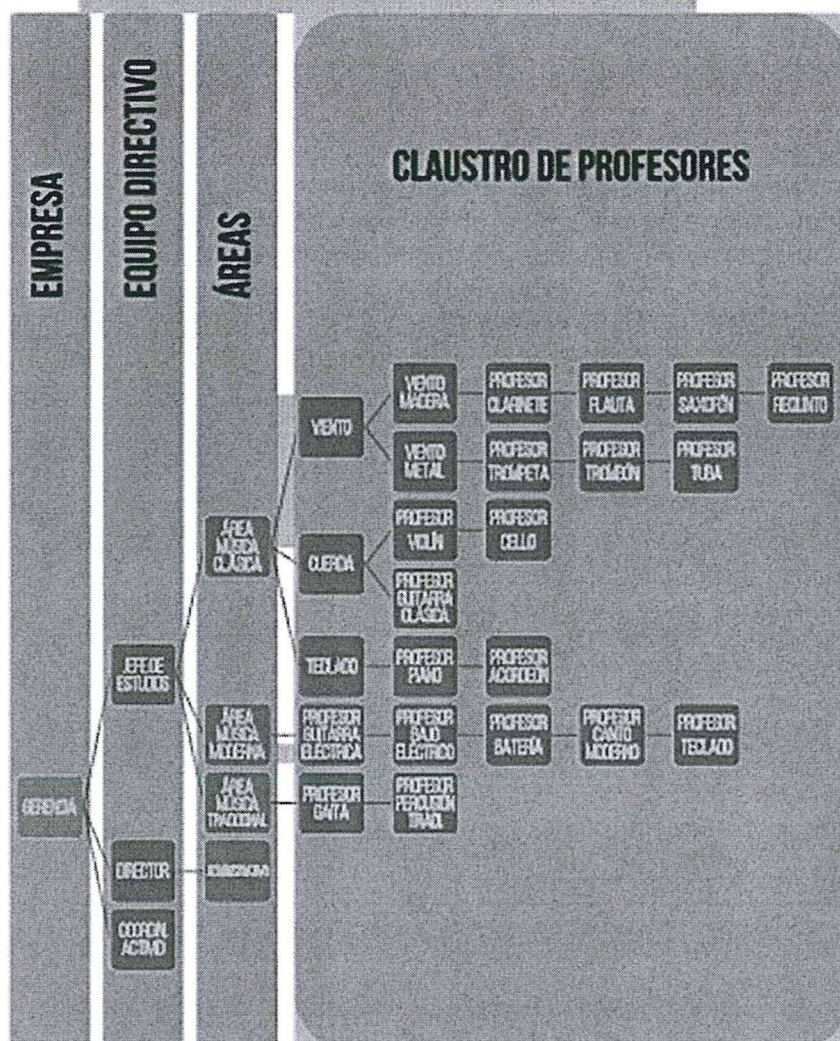 EMPRESA
EQUIPO DIRECTIVO
ÁREAS
CLAUSTRO DE PROFESORES
VIENTO
VIENTO
MADERA
PROFESOR
CLARINETE
PROFESOR
FLAUTA
PROFESOR
SAXOFÓN
PROFESOR
VIENTO
METAL
PROFESOR
TROMPETA
PROFESOR
TROMBÓN
PROFESOR
TUBA
ÁREA
MÚSICA
CLÁSICA
CUERDA
PROFESOR
VIOLÍN
PROFESOR
CELLO
PROFESOR
GUITARRA
CLÁSICA
JEFE DE
ESTUDIOS
TECLADO
PROFESOR
PIANO
PROFESOR
ACORDEÓN
ÁREA
MÚSICA
MODERNA
PROFESOR
GUITARRA
ELÉCTRICA
PROFESOR
BAJO
ELÉCTRICO
PROFESOR
BATERÍA
PROFESOR
CANTO
MODERNO
PROFESOR
TECLADO
GERENCIA
ÁREA
MÚSICA
TRADICIONAL
PROFESOR
GAITA
PROFESOR
PERCUSIÓN
TRADI.
DIRECTOR
COORDIN.
ACTIVID